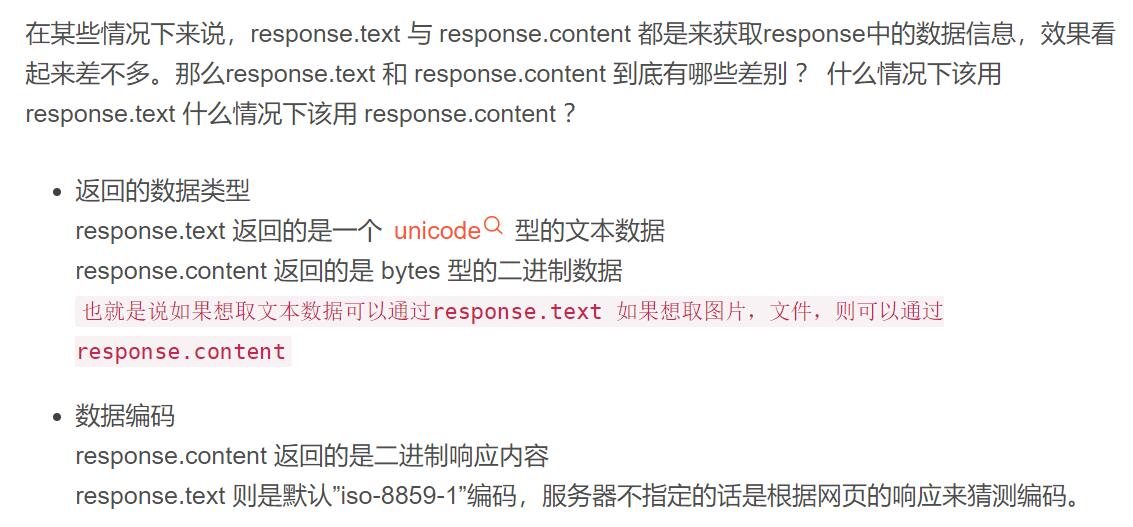 在某些情况下来说，response.text 与 response.content 都是来获取response中的数据信息，效果看
起来差不多。那么response.text 和 response.content 到底有哪些差别？ 什么情况下该用
response.text 什么情况下该用 response.content？
返回的数据类型
response.text 返回的是一个 unicode 型的文本数据
response.content 返回的是 bytes 型的二进制数据
也就是说如果想取文本数据可以通过response.text 如果想取图片，文件，则可以通过
response.content
数据编码
response.content 返回的是二进制响应内容
response.text 则是默认”iso-8859-1”编码，服务器不指定的话是根据网页的响应来猜测编码。